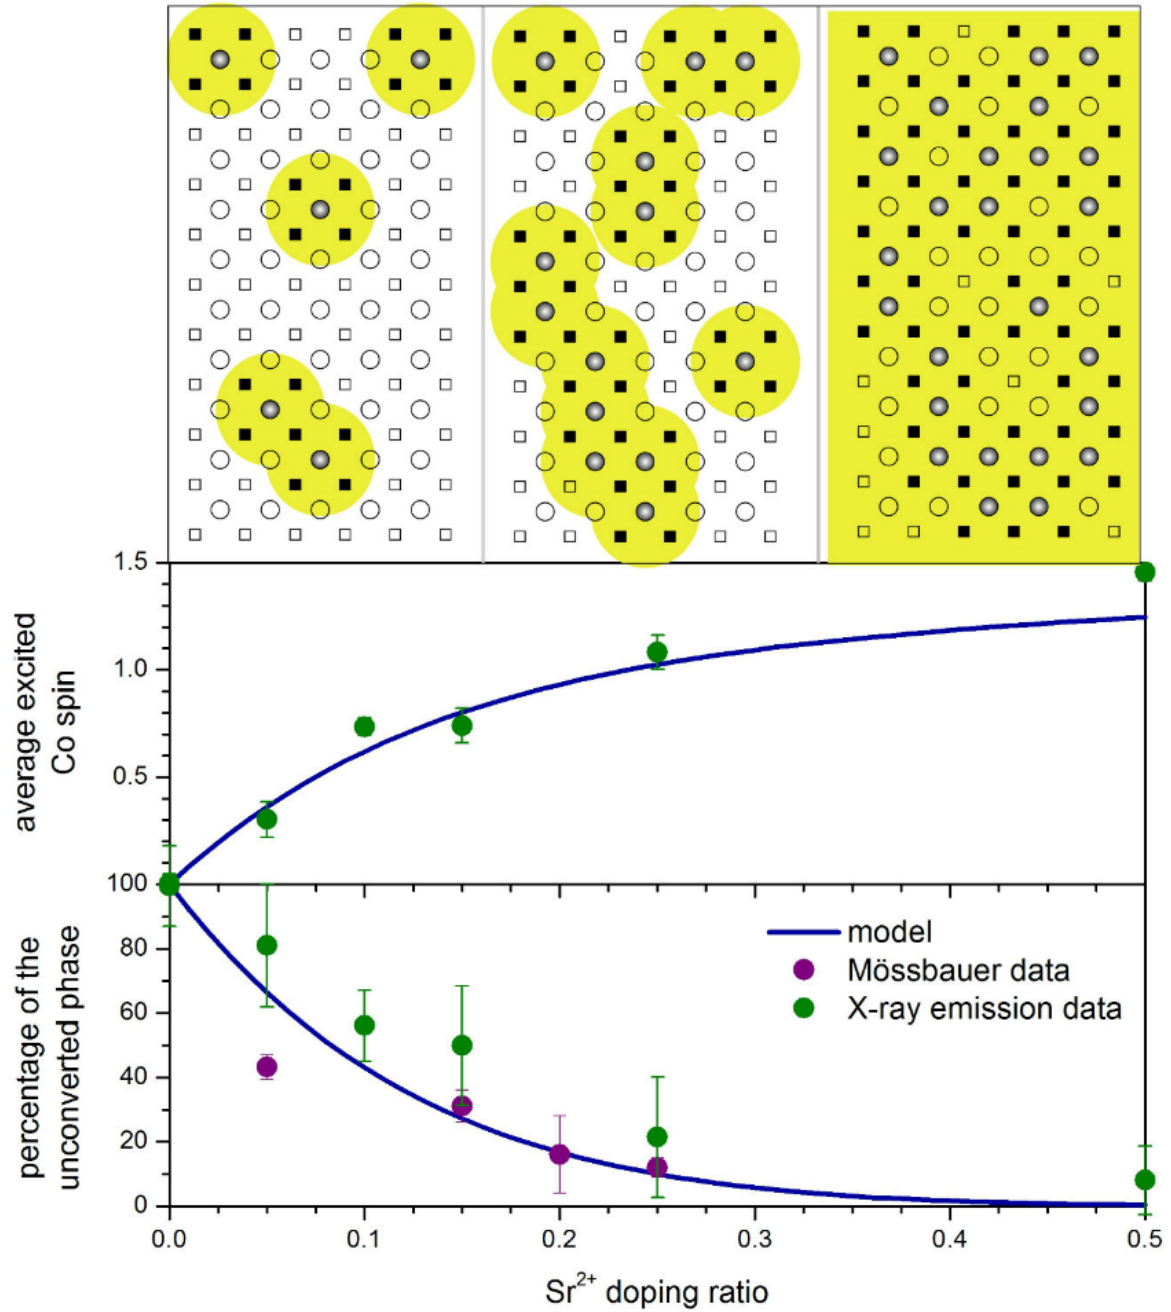 1.5
1.0
0.5
average excited
Co spin
100
80
60
40
20
0
percentage of the
unconverted phase
model
Mössbauer data
X-ray emission data
0.0 0.1 0.2 0.3 0.4 0.5
Sr²⁺ doping ratio